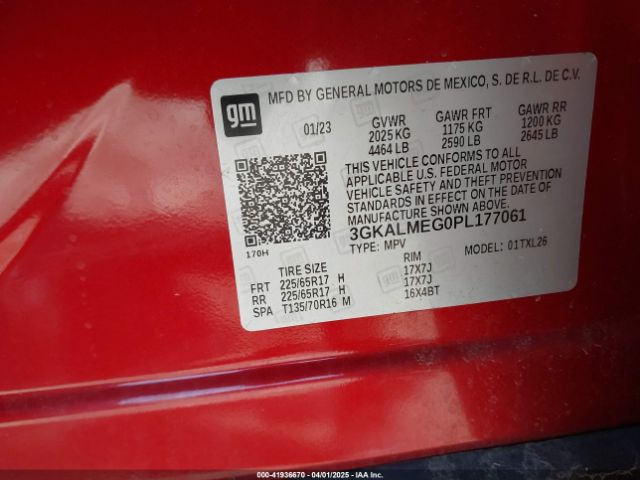 MFD BY GENERAL MOTORS DE MEXICO, S. DE R.L. DE C.V.
gm
01/23
GVWR GAWR FRT GAWR RR
2025 KG 1175 KG 1200 KG
4464 LB 2590 LB 2645 LB
THIS VEHICLE CONFORMS TO ALL
APPLICABLE U.S. FEDERAL MOTOR
VEHICLE SAFETY AND THEFT PREVENTION
STANDARDS IN EFFECT ON THE DATE OF
MANUFACTURE SHOWN ABOVE.
3GKALMEG0PL177061
170H
TYPE: MPV MODEL: 01TXL26
TIRE SIZE RIM
FRT 225/65R17 H 17X7J
RR 225/65R17 H 17X7J
SPA T135/70R16 M 16X4BT
000-41936670 - 04/01/2025 - IAA Inc.